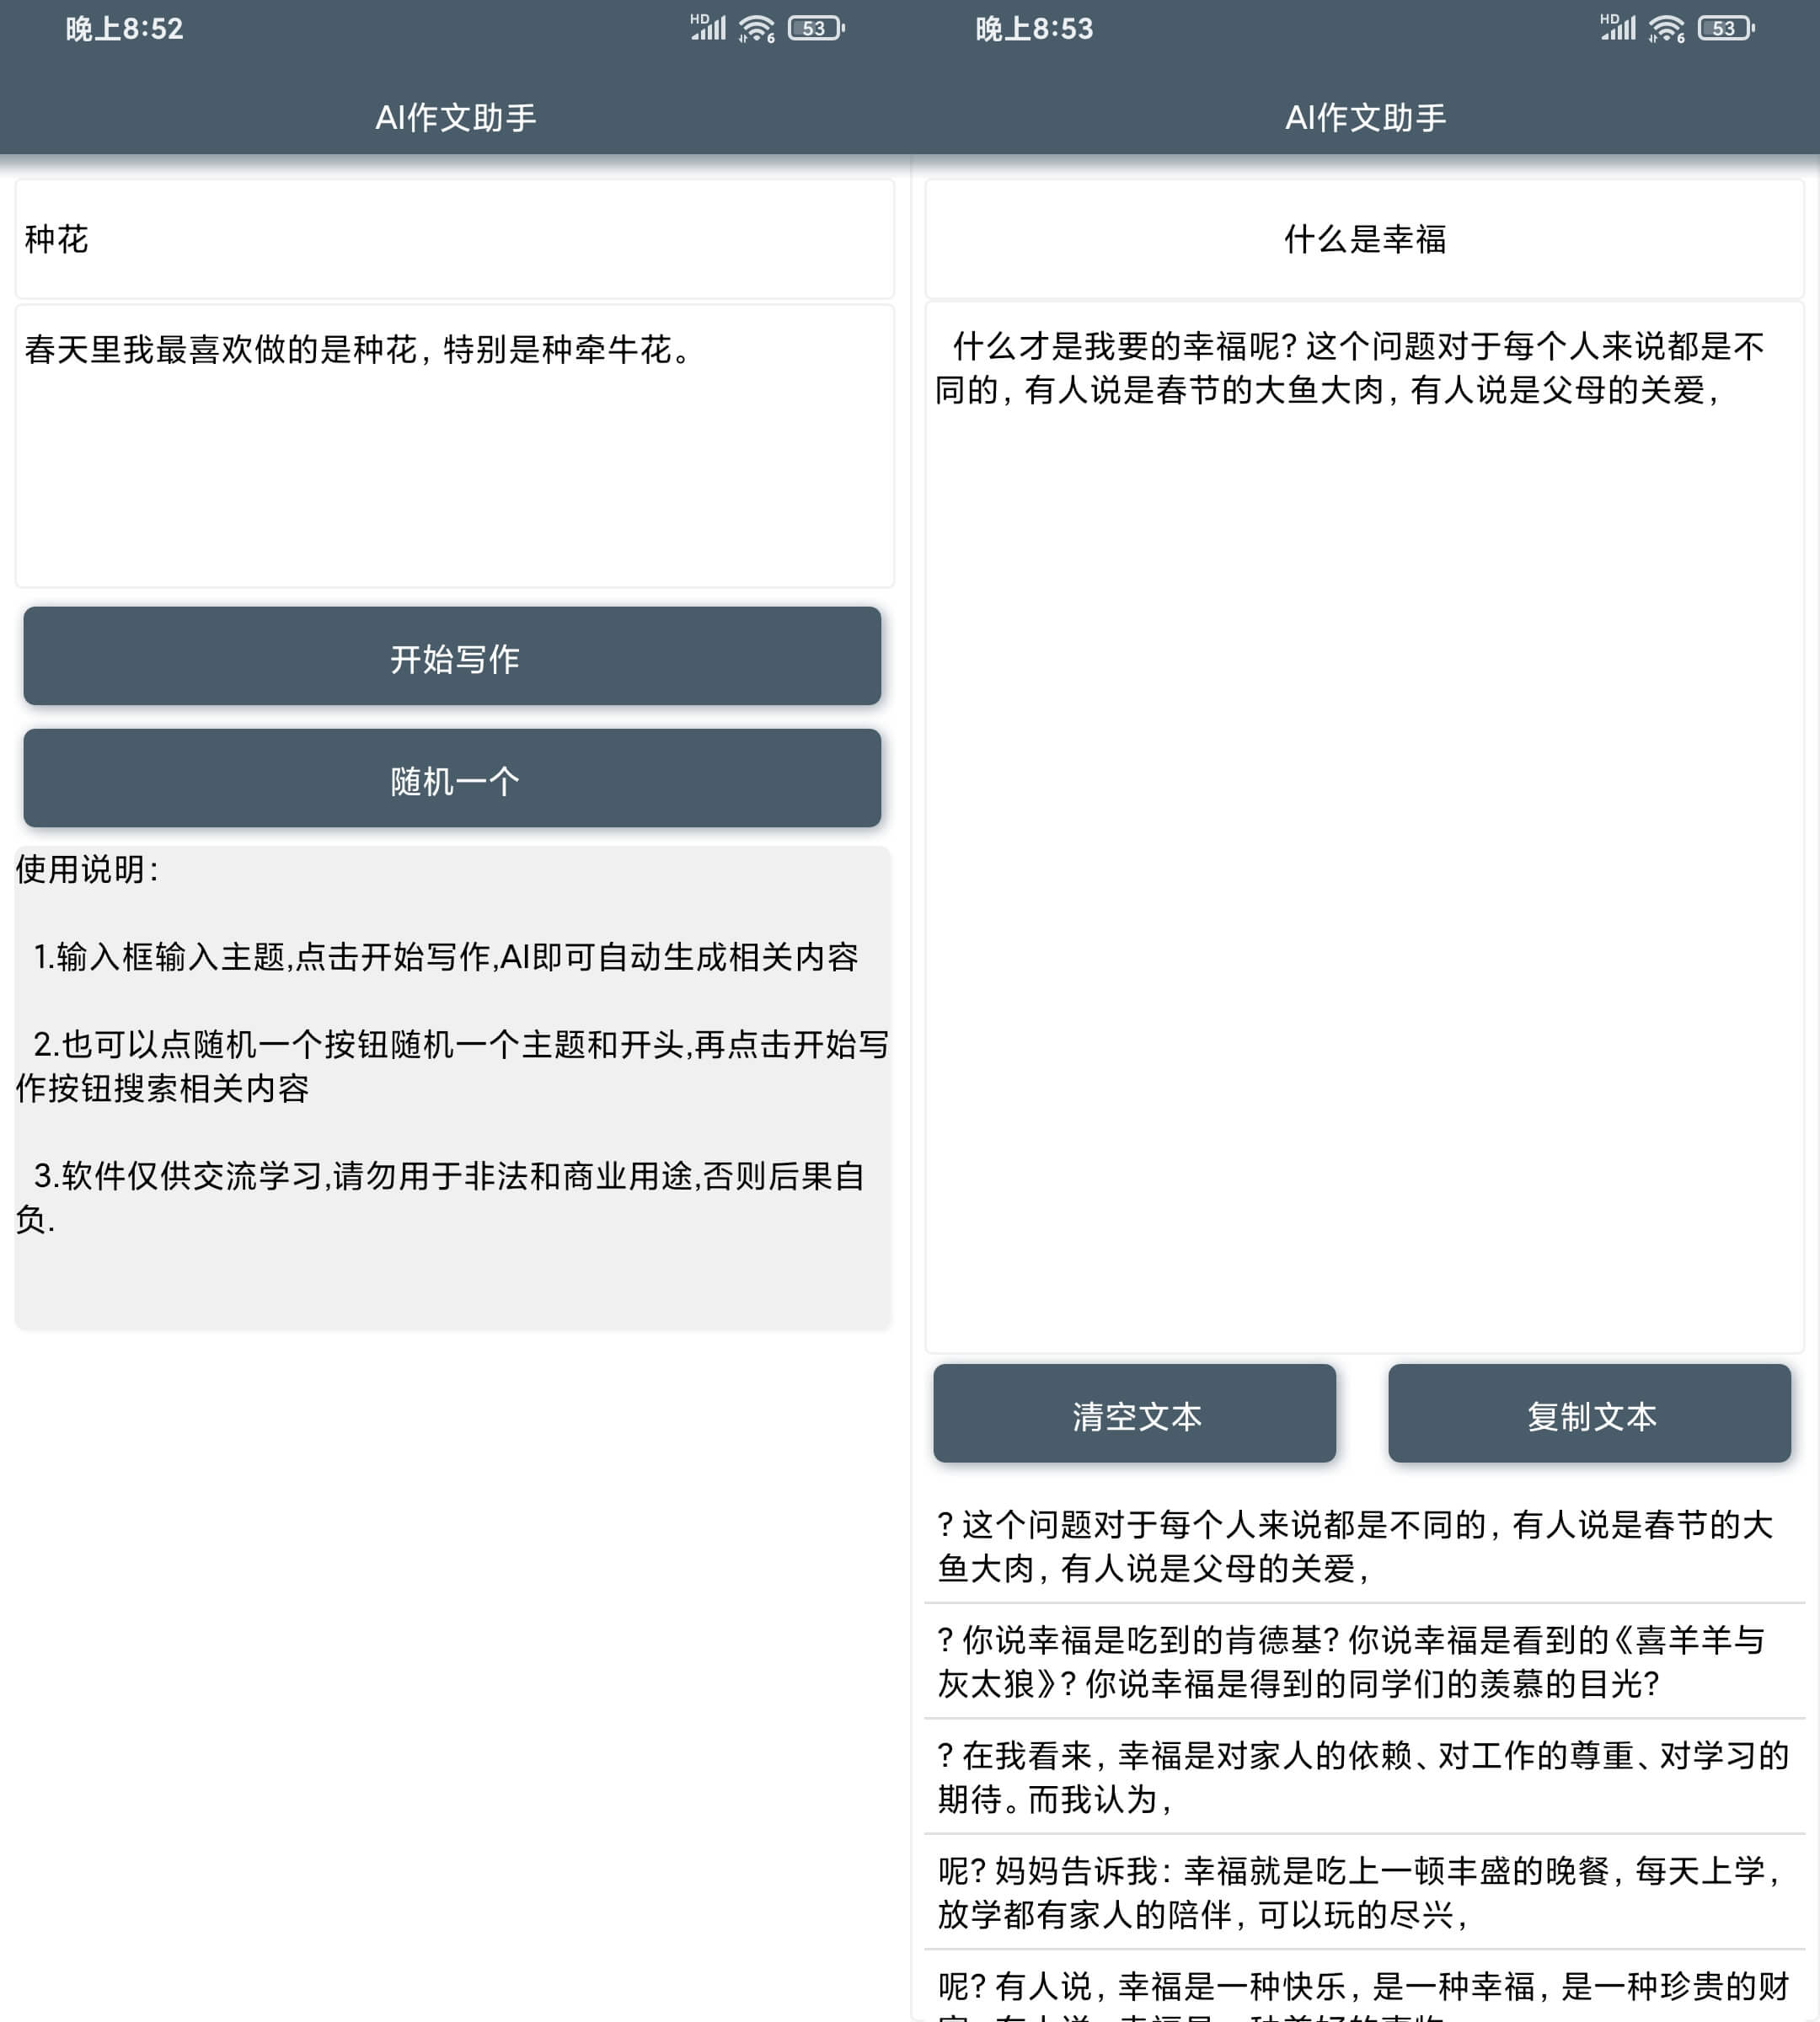 晚上8:52
HD
6
53
AI作文助手
种花
春天里我最喜欢做的是种花，特别是种牵牛花。
开始写作
随机一个
使用说明：
1.输入框输入主题,点击开始写作,AI即可自动生成相关内容
2.也可以点随机一个按钮随机一个主题和开头,再点击开始写
作按钮搜索相关内容
3.软件仅供交流学习,请勿用于非法和商业用途,否则后果自
负.
晚上8:53
HD
6
53
AI作文助手
什么是幸福
什么才是我要的幸福呢？这个问题对于每个人来说都是不
同的，有人说是春节的大鱼大肉，有人说是父母的关爱，
清空文本
复制文本
？这个问题对于每个人来说都是不同的，有人说是春节的大
鱼大肉，有人说是父母的关爱，
？你说幸福是吃到的肯德基？你说幸福是看到的《喜羊羊与
灰太狼》？你说幸福是得到的同学们的羡慕的目光？
？在我看来，幸福是对家人的依赖、对工作的尊重、对学习的
期待。而我认为，
呢？妈妈告诉我：幸福就是吃上一顿丰盛的晚餐，每天上学，
放学都有家人的陪伴，可以玩的尽兴，
呢？有人说，幸福是一种快乐，是一种幸福，是一种珍贵的财